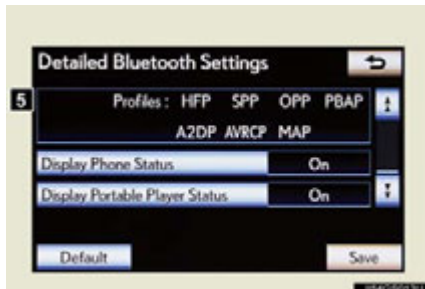 Detailed Bluetooth Settings
5
Profiles : HFP SPP OPP PBAP
A2DP AVRCP MAP
Display Phone Status On
Display Portable Player Status On
Default Save